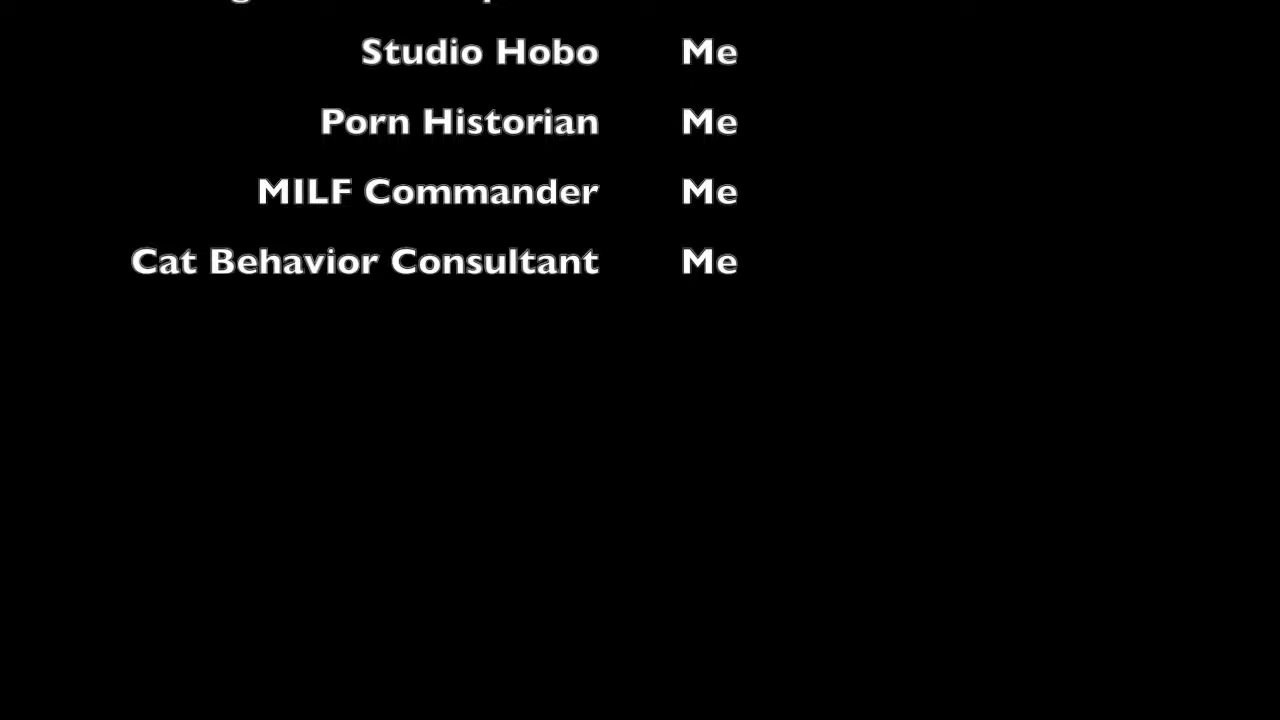 Studio Hobo Me
Porn Historian Me
MILF Commander Me
Cat Behavior Consultant Me